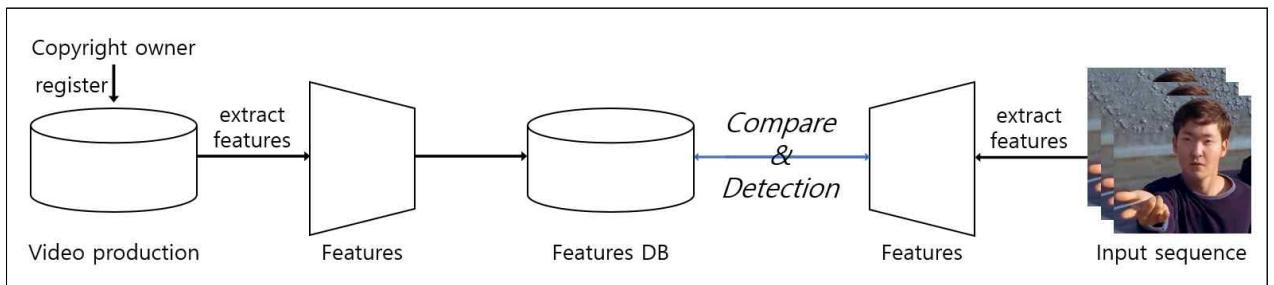 Copyright owner
register
extract
features
Compare
&
Detection
extract
features
Video production
Features
Features DB
Features
Input sequence